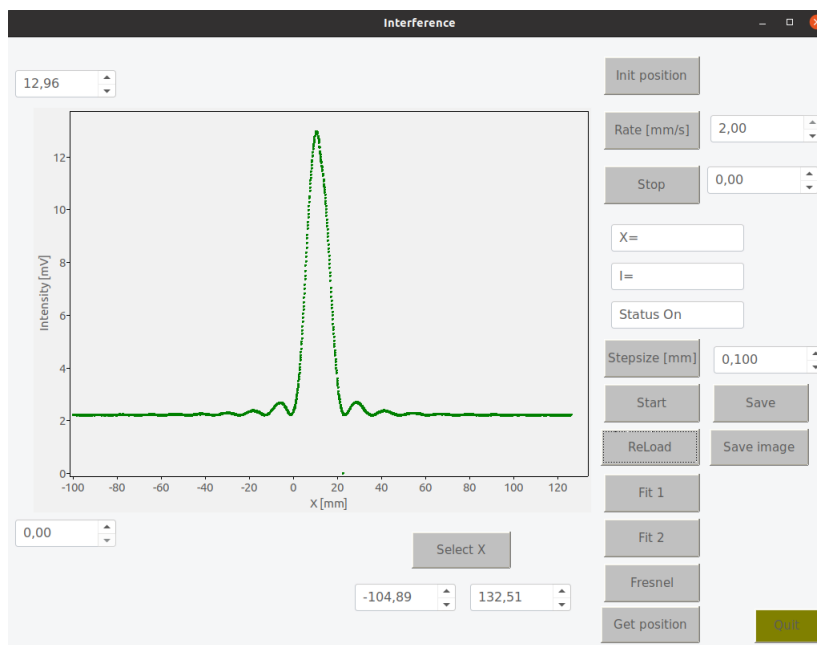 Interference
12,96
Init position
Rate [mm/s]
2,00
Stop
0,00
X=
I=
Status On
Stepsize [mm]
0,100
Start
Save
ReLoad
Save image
Fit 1
Fit 2
Fresnel
Get position
Quit
Intensity [mV]
12
10
8
6
4
2
0
-100 -80 -60 -40 -20 0 20 40 60 80 100 120
X [mm]
0,00
Select X
-104,89
132,51